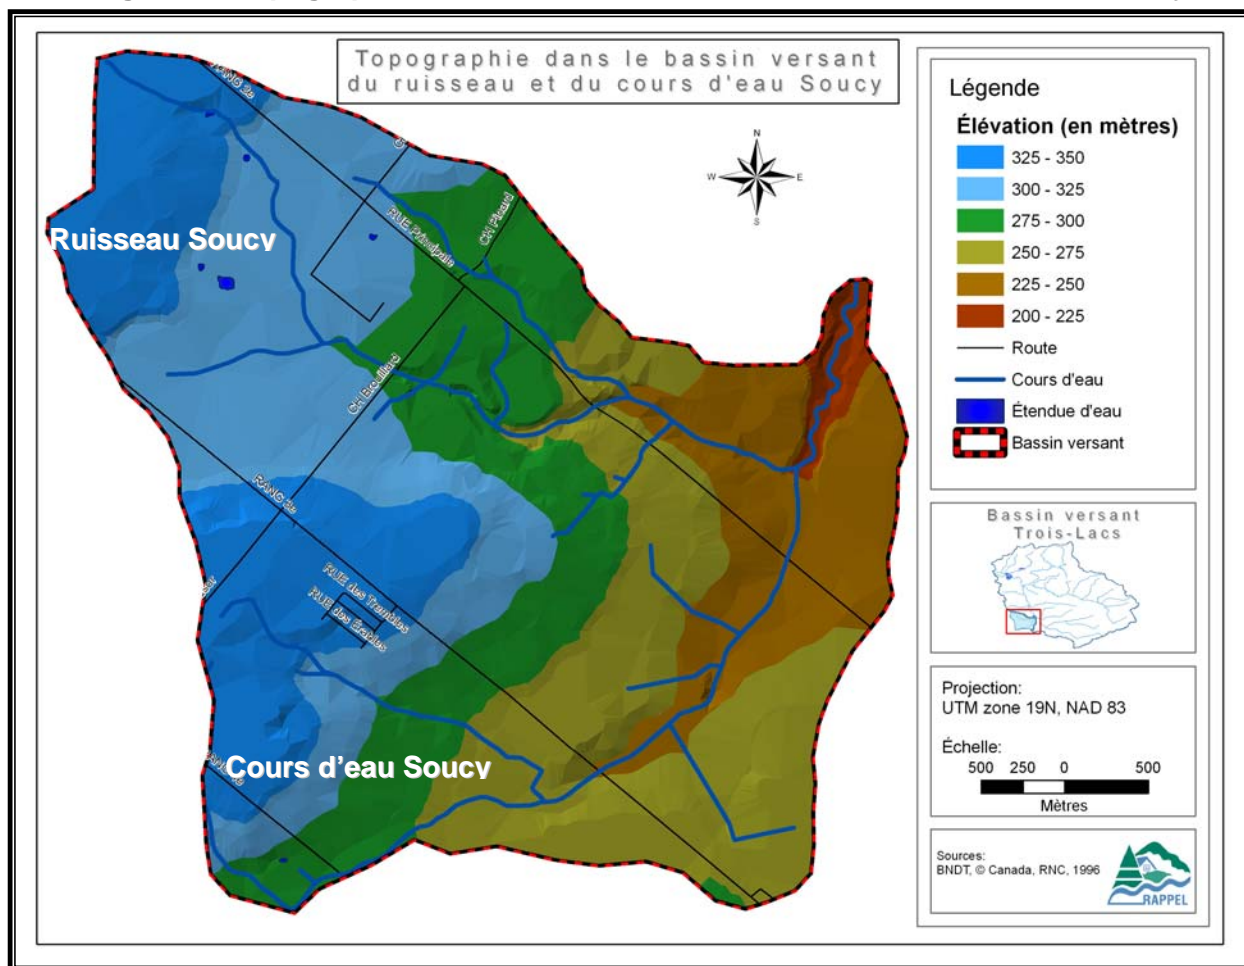 Topographie dans le bassin versant
du ruisseau et du cours d'eau Soucy
N
W E
S
Légende
Élévation (en mètres)
325 - 350
300 - 325
275 - 300
250 - 275
225 - 250
200 - 225
Route
Cours d'eau
Étendue d'eau
Bassin versant
RUE Principale
CH Picard
Ruisseau Soucy
CH Brouillard
RANG 2e
RUE des Trembles
RUE des Érables
Cours d'eau Soucy
Bassin versant
Trois-Lacs
Projection:
UTM zone 19N, NAD 83
Échelle:
500 250 0 500
Mètres
Sources:
BNDT, © Canada, RNC, 1996
RAPPEL